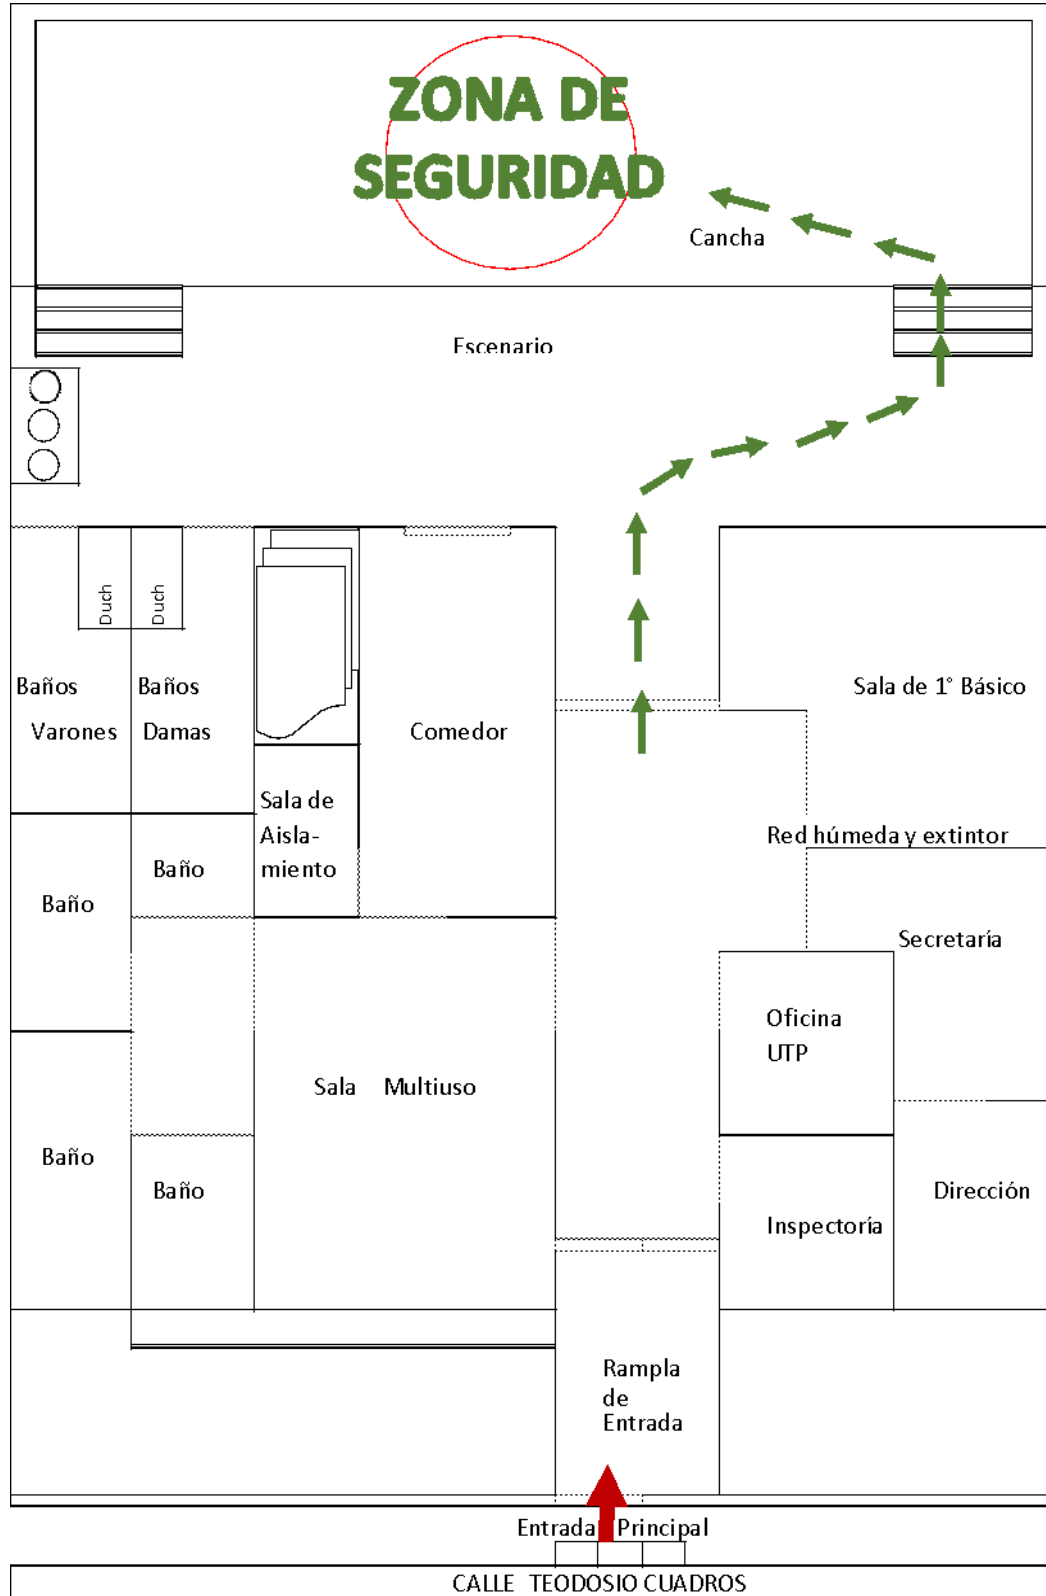 ZONA DE
SEGURIDAD
Cancha
Escenario
Duch
Duch
Baños
Varones
Baños
Damas
Comedor
Sala de 1° Básico
Sala de
Aisla-
miento
Red húmeda y extintor
Baño
Baño
Secretaría
Oficina
UTP
Sala Multiuso
Baño
Baño
Dirección
Inspectoría
Rampla
de
Entrada
Entrada Principal
CALLE TEODOSIO CUADROS